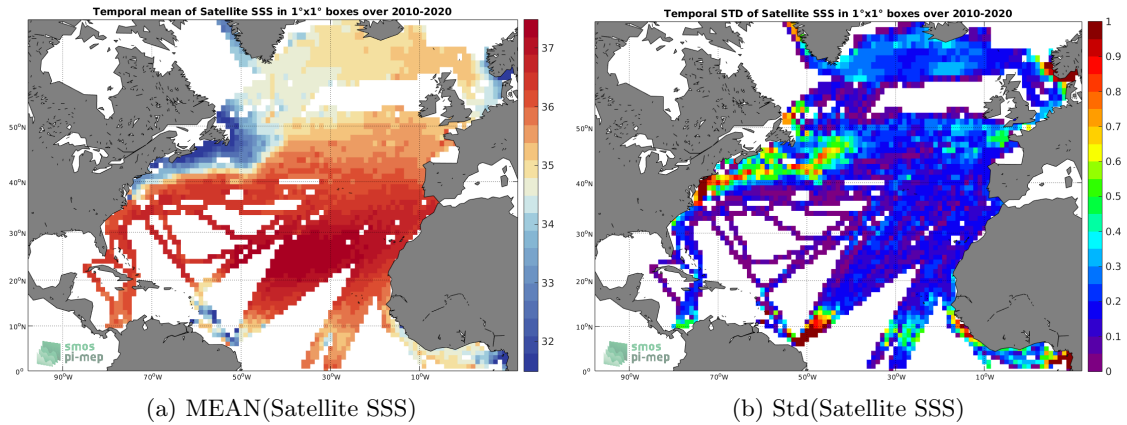 Temporal mean of Satellite SSS in 1°x1° boxes over 2010-2020
50°N
40°N
30°N
20°N
10°N
0°
90°W
70°W
50°W
30°W
10°W
37
36
35
34
33
32
smos
pi-mep
(a) MEAN(Satellite SSS)
Temporal STD of Satellite SSS in 1°x1° boxes over 2010-2020
50°N
40°N
30°N
20°N
10°N
0°
90°W
70°W
50°W
30°W
10°W
1
0.9
0.8
0.7
0.6
0.5
0.4
0.3
0.2
0.1
0
smos
pi-mep
(b) Std(Satellite SSS)